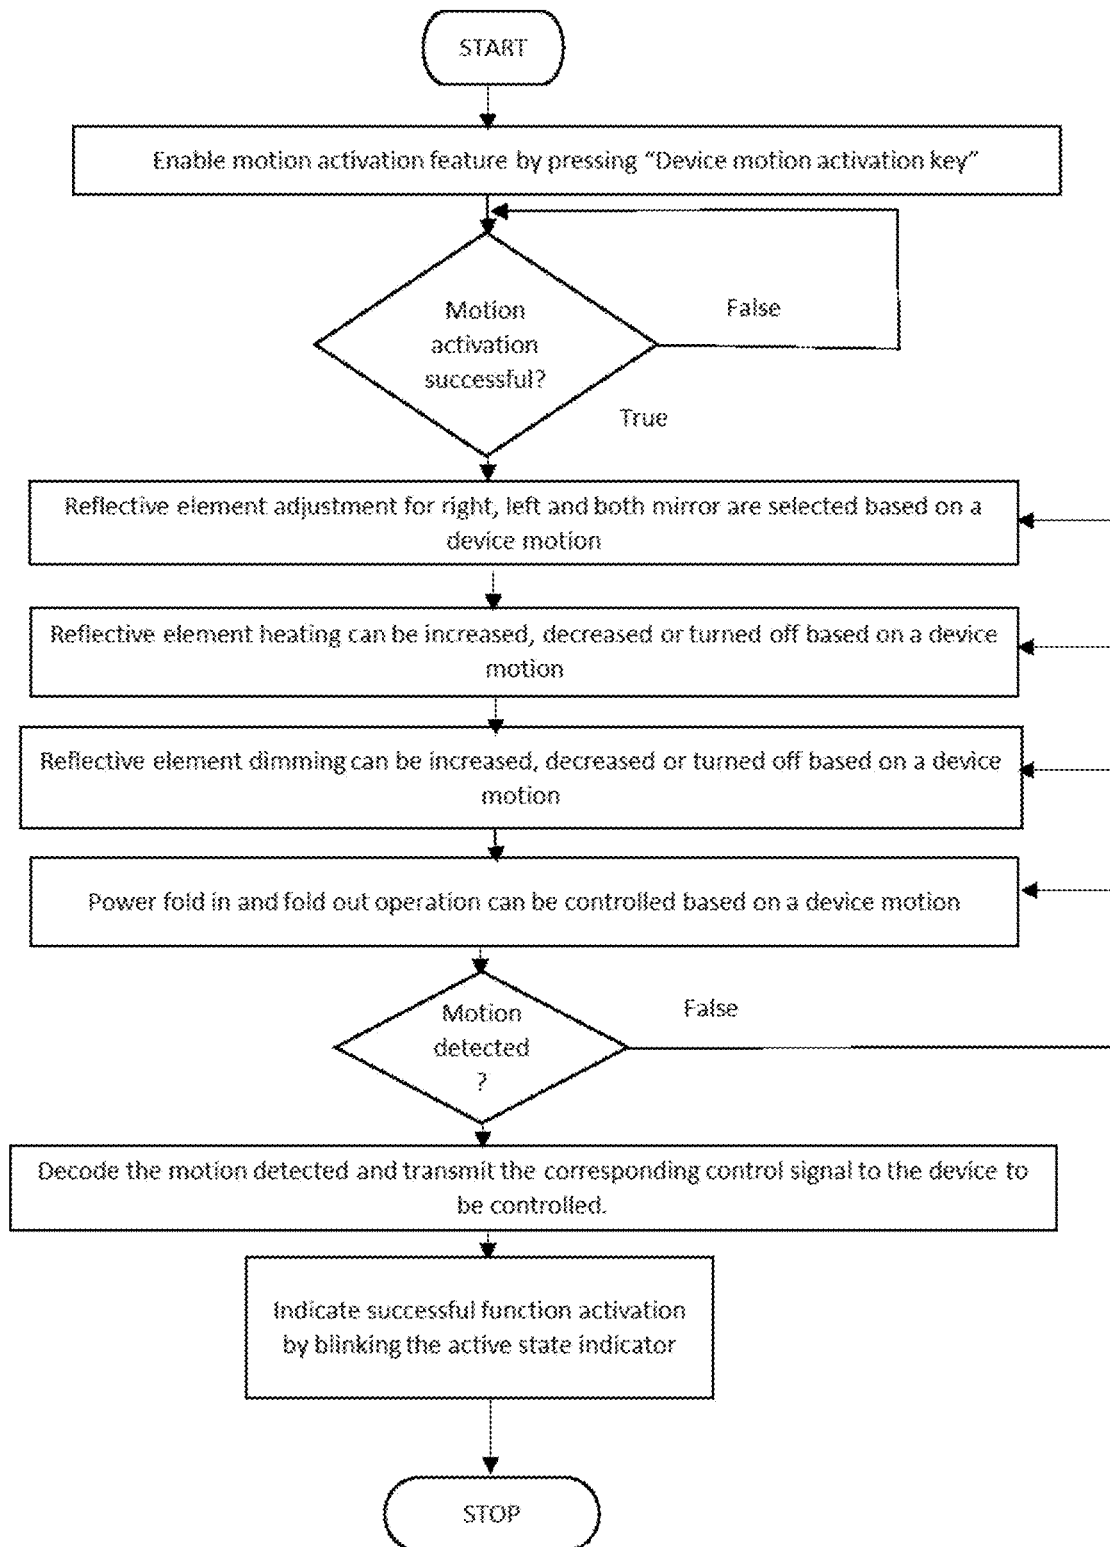 START
Enable motion activation feature by pressing “Device motion activation key”
Motion
activation
successful?
False
True
Reflective element adjustment for right, left and both mirror are selected based on a
device motion
Reflective element heating can be increased, decreased or turned off based on a device
motion
Reflective element dimming can be increased, decreased or turned off based on a device
motion
Power fold in and fold out operation can be controlled based on a device motion
Motion
detected
?
False
Decode the motion detected and transmit the corresponding control signal to the device to
be controlled.
Indicate successful function activation
by blinking the active state indicator
STOP